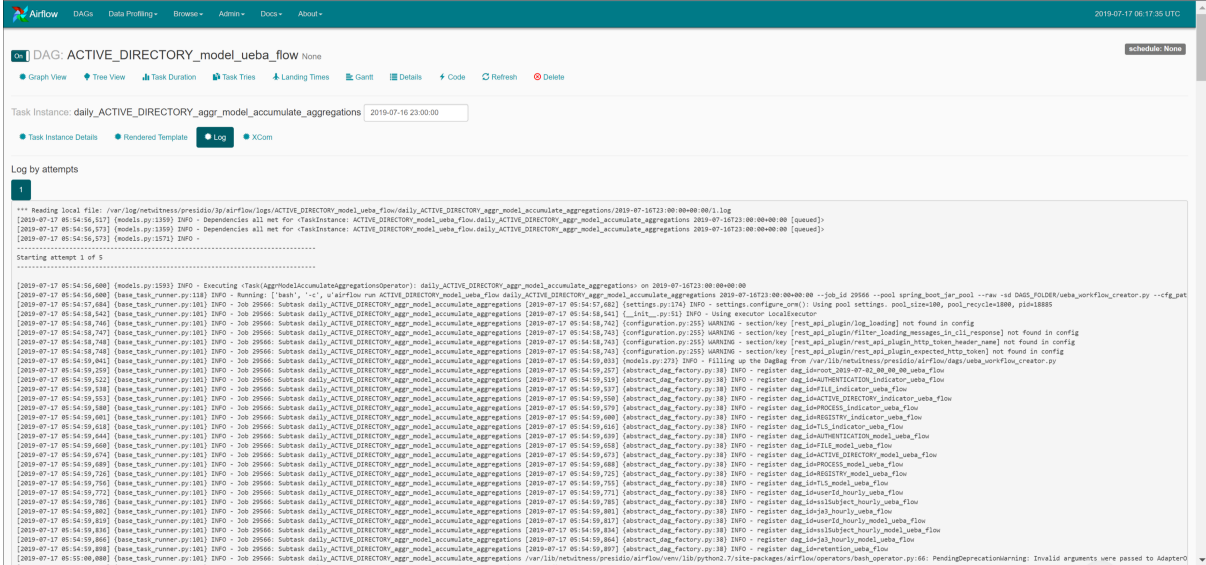 Airflow DAGs Data Profiling Browse Admin Docs About 2019-07-17 06:17:35 UTC
On DAG: ACTIVE_DIRECTORY_model_ueba_flow None schedule: None
Graph View Tree View Task Duration Task Tries Landing Times Gantt Details Code Refresh Delete
Task Instance: daily_ACTIVE_DIRECTORY_aggr_model_accumulate_aggregations 2019-07-16 23:00:00
Task Instance Details Rendered Template Log XCom
Log by attempts
1
*** Reading local file: /var/log/netwitness/presidio/3p/airflow/logs/ACTIVE_DIRECTORY_model_ueba_flow/daily_ACTIVE_DIRECTORY_aggr_model_accumulate_aggregations/2019-07-16T23:00:00+00:00/1.log
[2019-07-17 05:54:56,517] {models.py:1359} INFO - Dependencies all met for <TaskInstance: ACTIVE_DIRECTORY_model_ueba_flow.daily_ACTIVE_DIRECTORY_aggr_model_accumulate_aggregations 2019-07-16T23:00:00+00:00 [queued]>
[2019-07-17 05:54:56,573] {models.py:1359} INFO - Dependencies all met for <TaskInstance: ACTIVE_DIRECTORY_model_ueba_flow.daily_ACTIVE_DIRECTORY_aggr_model_accumulate_aggregations 2019-07-16T23:00:00+00:00 [queued]>
[2019-07-17 05:54:56,573] {models.py:1571} INFO -
--------------------------------------------------------------------------------
Starting attempt 1 of 5
--------------------------------------------------------------------------------
[2019-07-17 05:54:56,600] {models.py:1593} INFO - Executing <Task(AggrModelAccumulateAggregationsOperator): daily_ACTIVE_DIRECTORY_aggr_model_accumulate_aggregations> on 2019-07-16T23:00:00+00:00
[2019-07-17 05:54:56,600] {base_task_runner.py:118} INFO - Running: ['bash', '-c', u'airflow run ACTIVE_DIRECTORY_model_ueba_flow daily_ACTIVE_DIRECTORY_aggr_model_accumulate_aggregations 2019-07-16T23:00:00+00:00 --job_id 29566 --pool spring_boot_jar_pool --raw -sd DAGS_FOLDER/ueba_workflow_creator.py --cfg_pat
[2019-07-17 05:54:57,684] {base_task_runner.py:101} INFO - Job 29566: Subtask daily_ACTIVE_DIRECTORY_aggr_model_accumulate_aggregations [2019-07-17 05:54:57,682] {settings.py:174} INFO - settings.configure_orm(): Using pool settings. pool_size=100, pool_recycle=1800, pid=18885
[2019-07-17 05:54:58,542] {base_task_runner.py:101} INFO - Job 29566: Subtask daily_ACTIVE_DIRECTORY_aggr_model_accumulate_aggregations [2019-07-17 05:54:58,541] {__init__.py:51} INFO - Using executor LocalExecutor
[2019-07-17 05:54:58,746] {base_task_runner.py:101} INFO - Job 29566: Subtask daily_ACTIVE_DIRECTORY_aggr_model_accumulate_aggregations [2019-07-17 05:54:58,742] {configuration.py:255} WARNING - section/key [rest_api_plugin/log_loading] not found in config
[2019-07-17 05:54:58,747] {base_task_runner.py:101} INFO - Job 29566: Subtask daily_ACTIVE_DIRECTORY_aggr_model_accumulate_aggregations [2019-07-17 05:54:58,743] {configuration.py:255} WARNING - section/key [rest_api_plugin/filter_loading_messages_in_cli_response] not found in config
[2019-07-17 05:54:58,748] {base_task_runner.py:101} INFO - Job 29566: Subtask daily_ACTIVE_DIRECTORY_aggr_model_accumulate_aggregations [2019-07-17 05:54:58,743] {configuration.py:255} WARNING - section/key [rest_api_plugin/rest_api_plugin_http_token_header_name] not found in config
[2019-07-17 05:54:58,748] {base_task_runner.py:101} INFO - Job 29566: Subtask daily_ACTIVE_DIRECTORY_aggr_model_accumulate_aggregations [2019-07-17 05:54:58,743] {configuration.py:255} WARNING - section/key [rest_api_plugin/rest_api_plugin_expected_http_token] not found in config
[2019-07-17 05:54:59,041] {base_task_runner.py:101} INFO - Job 29566: Subtask daily_ACTIVE_DIRECTORY_aggr_model_accumulate_aggregations [2019-07-17 05:54:59,033] {models.py:273} INFO - Filling up the DagBag from /var/lib/netwitness/presidio/airflow/dags/ueba_workflow_creator.py
[2019-07-17 05:54:59,259] {base_task_runner.py:101} INFO - Job 29566: Subtask daily_ACTIVE_DIRECTORY_aggr_model_accumulate_aggregations [2019-07-17 05:54:59,257] {abstract_dag_factory.py:38} INFO - register dag_id=root_2019-07-02_00_00_00_ueba_flow
[2019-07-17 05:54:59,522] {base_task_runner.py:101} INFO - Job 29566: Subtask daily_ACTIVE_DIRECTORY_aggr_model_accumulate_aggregations [2019-07-17 05:54:59,519] {abstract_dag_factory.py:38} INFO - register dag_id=AUTHENTICATION_indicator_ueba_flow
[2019-07-17 05:54:59,538] {base_task_runner.py:101} INFO - Job 29566: Subtask daily_ACTIVE_DIRECTORY_aggr_model_accumulate_aggregations [2019-07-17 05:54:59,537] {abstract_dag_factory.py:38} INFO - register dag_id=FILE_indicator_ueba_flow
[2019-07-17 05:54:59,553] {base_task_runner.py:101} INFO - Job 29566: Subtask daily_ACTIVE_DIRECTORY_aggr_model_accumulate_aggregations [2019-07-17 05:54:59,550] {abstract_dag_factory.py:38} INFO - register dag_id=ACTIVE_DIRECTORY_indicator_ueba_flow
[2019-07-17 05:54:59,580] {base_task_runner.py:101} INFO - Job 29566: Subtask daily_ACTIVE_DIRECTORY_aggr_model_accumulate_aggregations [2019-07-17 05:54:59,579] {abstract_dag_factory.py:38} INFO - register dag_id=PROCESS_indicator_ueba_flow
[2019-07-17 05:54:59,601] {base_task_runner.py:101} INFO - Job 29566: Subtask daily_ACTIVE_DIRECTORY_aggr_model_accumulate_aggregations [2019-07-17 05:54:59,600] {abstract_dag_factory.py:38} INFO - register dag_id=REGISTRY_indicator_ueba_flow
[2019-07-17 05:54:59,618] {base_task_runner.py:101} INFO - Job 29566: Subtask daily_ACTIVE_DIRECTORY_aggr_model_accumulate_aggregations [2019-07-17 05:54:59,616] {abstract_dag_factory.py:38} INFO - register dag_id=TLS_indicator_ueba_flow
[2019-07-17 05:54:59,644] {base_task_runner.py:101} INFO - Job 29566: Subtask daily_ACTIVE_DIRECTORY_aggr_model_accumulate_aggregations [2019-07-17 05:54:59,639] {abstract_dag_factory.py:38} INFO - register dag_id=AUTHENTICATION_model_ueba_flow
[2019-07-17 05:54:59,660] {base_task_runner.py:101} INFO - Job 29566: Subtask daily_ACTIVE_DIRECTORY_aggr_model_accumulate_aggregations [2019-07-17 05:54:59,658] {abstract_dag_factory.py:38} INFO - register dag_id=FILE_model_ueba_flow
[2019-07-17 05:54:59,674] {base_task_runner.py:101} INFO - Job 29566: Subtask daily_ACTIVE_DIRECTORY_aggr_model_accumulate_aggregations [2019-07-17 05:54:59,673] {abstract_dag_factory.py:38} INFO - register dag_id=ACTIVE_DIRECTORY_model_ueba_flow
[2019-07-17 05:54:59,689] {base_task_runner.py:101} INFO - Job 29566: Subtask daily_ACTIVE_DIRECTORY_aggr_model_accumulate_aggregations [2019-07-17 05:54:59,688] {abstract_dag_factory.py:38} INFO - register dag_id=PROCESS_model_ueba_flow
[2019-07-17 05:54:59,726] {base_task_runner.py:101} INFO - Job 29566: Subtask daily_ACTIVE_DIRECTORY_aggr_model_accumulate_aggregations [2019-07-17 05:54:59,725] {abstract_dag_factory.py:38} INFO - register dag_id=REGISTRY_model_ueba_flow
[2019-07-17 05:54:59,756] {base_task_runner.py:101} INFO - Job 29566: Subtask daily_ACTIVE_DIRECTORY_aggr_model_accumulate_aggregations [2019-07-17 05:54:59,755] {abstract_dag_factory.py:38} INFO - register dag_id=TLS_model_ueba_flow
[2019-07-17 05:54:59,772] {base_task_runner.py:101} INFO - Job 29566: Subtask daily_ACTIVE_DIRECTORY_aggr_model_accumulate_aggregations [2019-07-17 05:54:59,771] {abstract_dag_factory.py:38} INFO - register dag_id=userId_hourly_ueba_flow
[2019-07-17 05:54:59,786] {base_task_runner.py:101} INFO - Job 29566: Subtask daily_ACTIVE_DIRECTORY_aggr_model_accumulate_aggregations [2019-07-17 05:54:59,785] {abstract_dag_factory.py:38} INFO - register dag_id=sslSubject_hourly_ueba_flow
[2019-07-17 05:54:59,802] {base_task_runner.py:101} INFO - Job 29566: Subtask daily_ACTIVE_DIRECTORY_aggr_model_accumulate_aggregations [2019-07-17 05:54:59,801] {abstract_dag_factory.py:38} INFO - register dag_id=ja3_hourly_ueba_flow
[2019-07-17 05:54:59,819] {base_task_runner.py:101} INFO - Job 29566: Subtask daily_ACTIVE_DIRECTORY_aggr_model_accumulate_aggregations [2019-07-17 05:54:59,817] {abstract_dag_factory.py:38} INFO - register dag_id=userId_hourly_model_ueba_flow
[2019-07-17 05:54:59,836] {base_task_runner.py:101} INFO - Job 29566: Subtask daily_ACTIVE_DIRECTORY_aggr_model_accumulate_aggregations [2019-07-17 05:54:59,834] {abstract_dag_factory.py:38} INFO - register dag_id=sslSubject_hourly_model_ueba_flow
[2019-07-17 05:54:59,866] {base_task_runner.py:101} INFO - Job 29566: Subtask daily_ACTIVE_DIRECTORY_aggr_model_accumulate_aggregations [2019-07-17 05:54:59,864] {abstract_dag_factory.py:38} INFO - register dag_id=ja3_hourly_model_ueba_flow
[2019-07-17 05:54:59,898] {base_task_runner.py:101} INFO - Job 29566: Subtask daily_ACTIVE_DIRECTORY_aggr_model_accumulate_aggregations [2019-07-17 05:54:59,897] {abstract_dag_factory.py:38} INFO - register dag_id=retention_ueba_flow
[2019-07-17 05:55:00,080] {base_task_runner.py:101} INFO - Job 29566: Subtask daily_ACTIVE_DIRECTORY_aggr_model_accumulate_aggregations /var/lib/netwitness/presidio/airflow/venv/lib/python2.7/site-packages/airflow/operators/bash_operator.py:66: PendingDeprecationWarning: Invalid arguments were passed to AdapterO